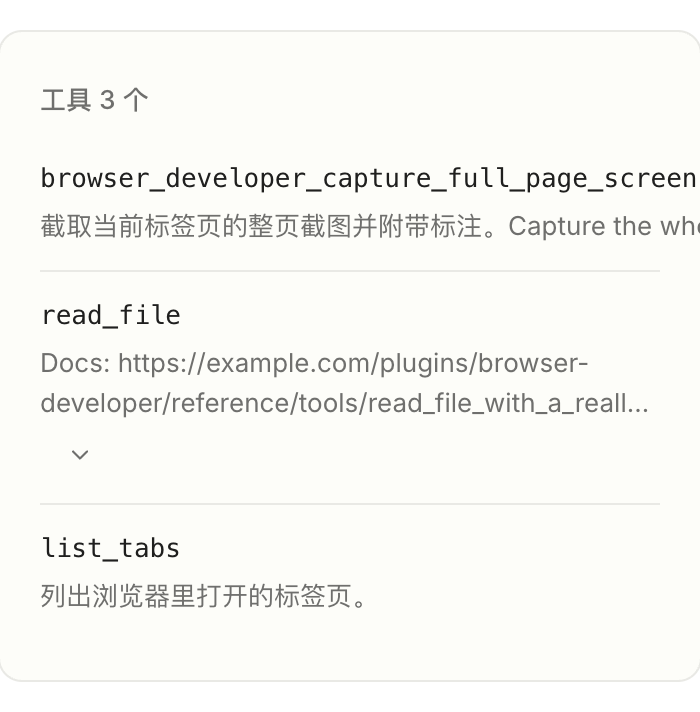 工具 3 个
browser_developer_capture_full_page_screen
截取当前标签页的整页截图并附带标注。Capture the
read_file
Docs: https://example.com/plugins/browser-
developer/reference/tools/read_file_with_a_reall...
list_tabs
列出浏览器里打开的标签页。